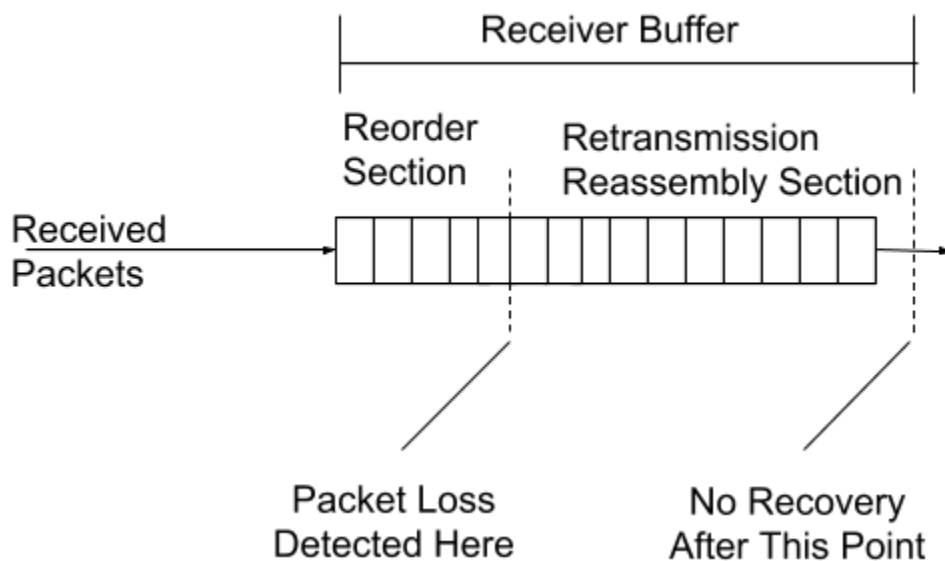 Receiver Buffer
Reorder
Section
Retransmission
Reassembly Section
Received
Packets
Packet Loss
Detected Here
No Recovery
After This Point